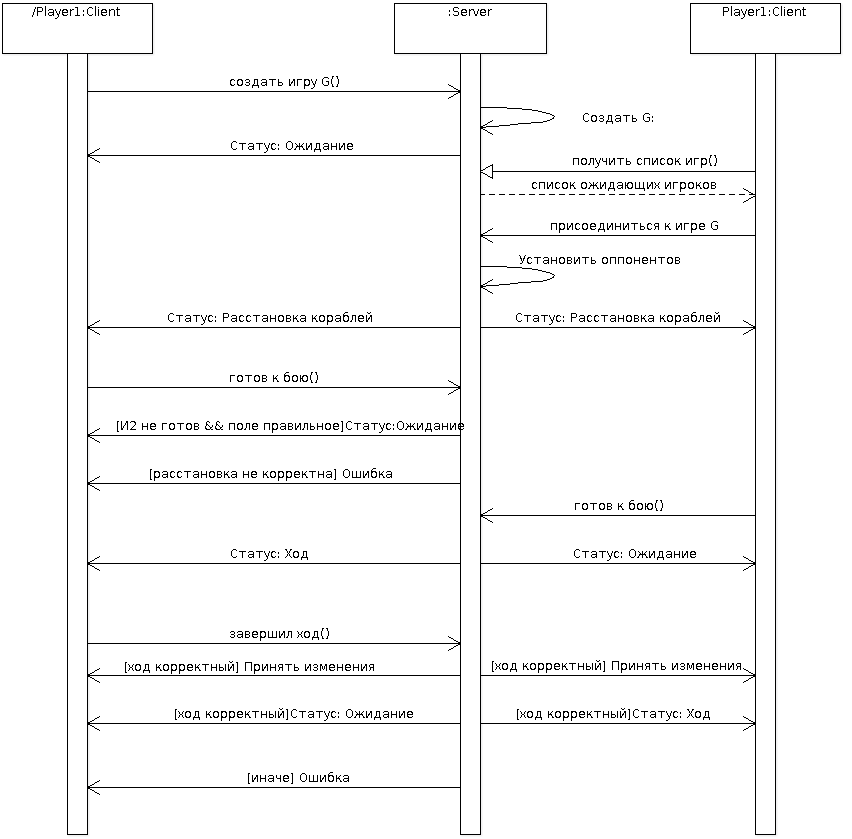 /Player1:Client
:Server
Player1:Client
создать игру G()
Создать G:
Статус: Ожидание
получить список игр()
список ожидающих игроков
присоединиться к игре G
Установить оппонентов
Статус: Расстановка кораблей
Статус: Расстановка кораблей
готов к бою()
[И2 не готов && поле правильное]Статус:Ожидание
[расстановка не корректна] Ошибка
готов к бою()
Статус: Ход
Статус: Ожидание
завершил ход()
[ход корректный] Принять изменения
[ход корректный] Принять изменения
[ход корректный]Статус: Ожидание
[ход корректный]Статус: Ход
[иначе] Ошибка